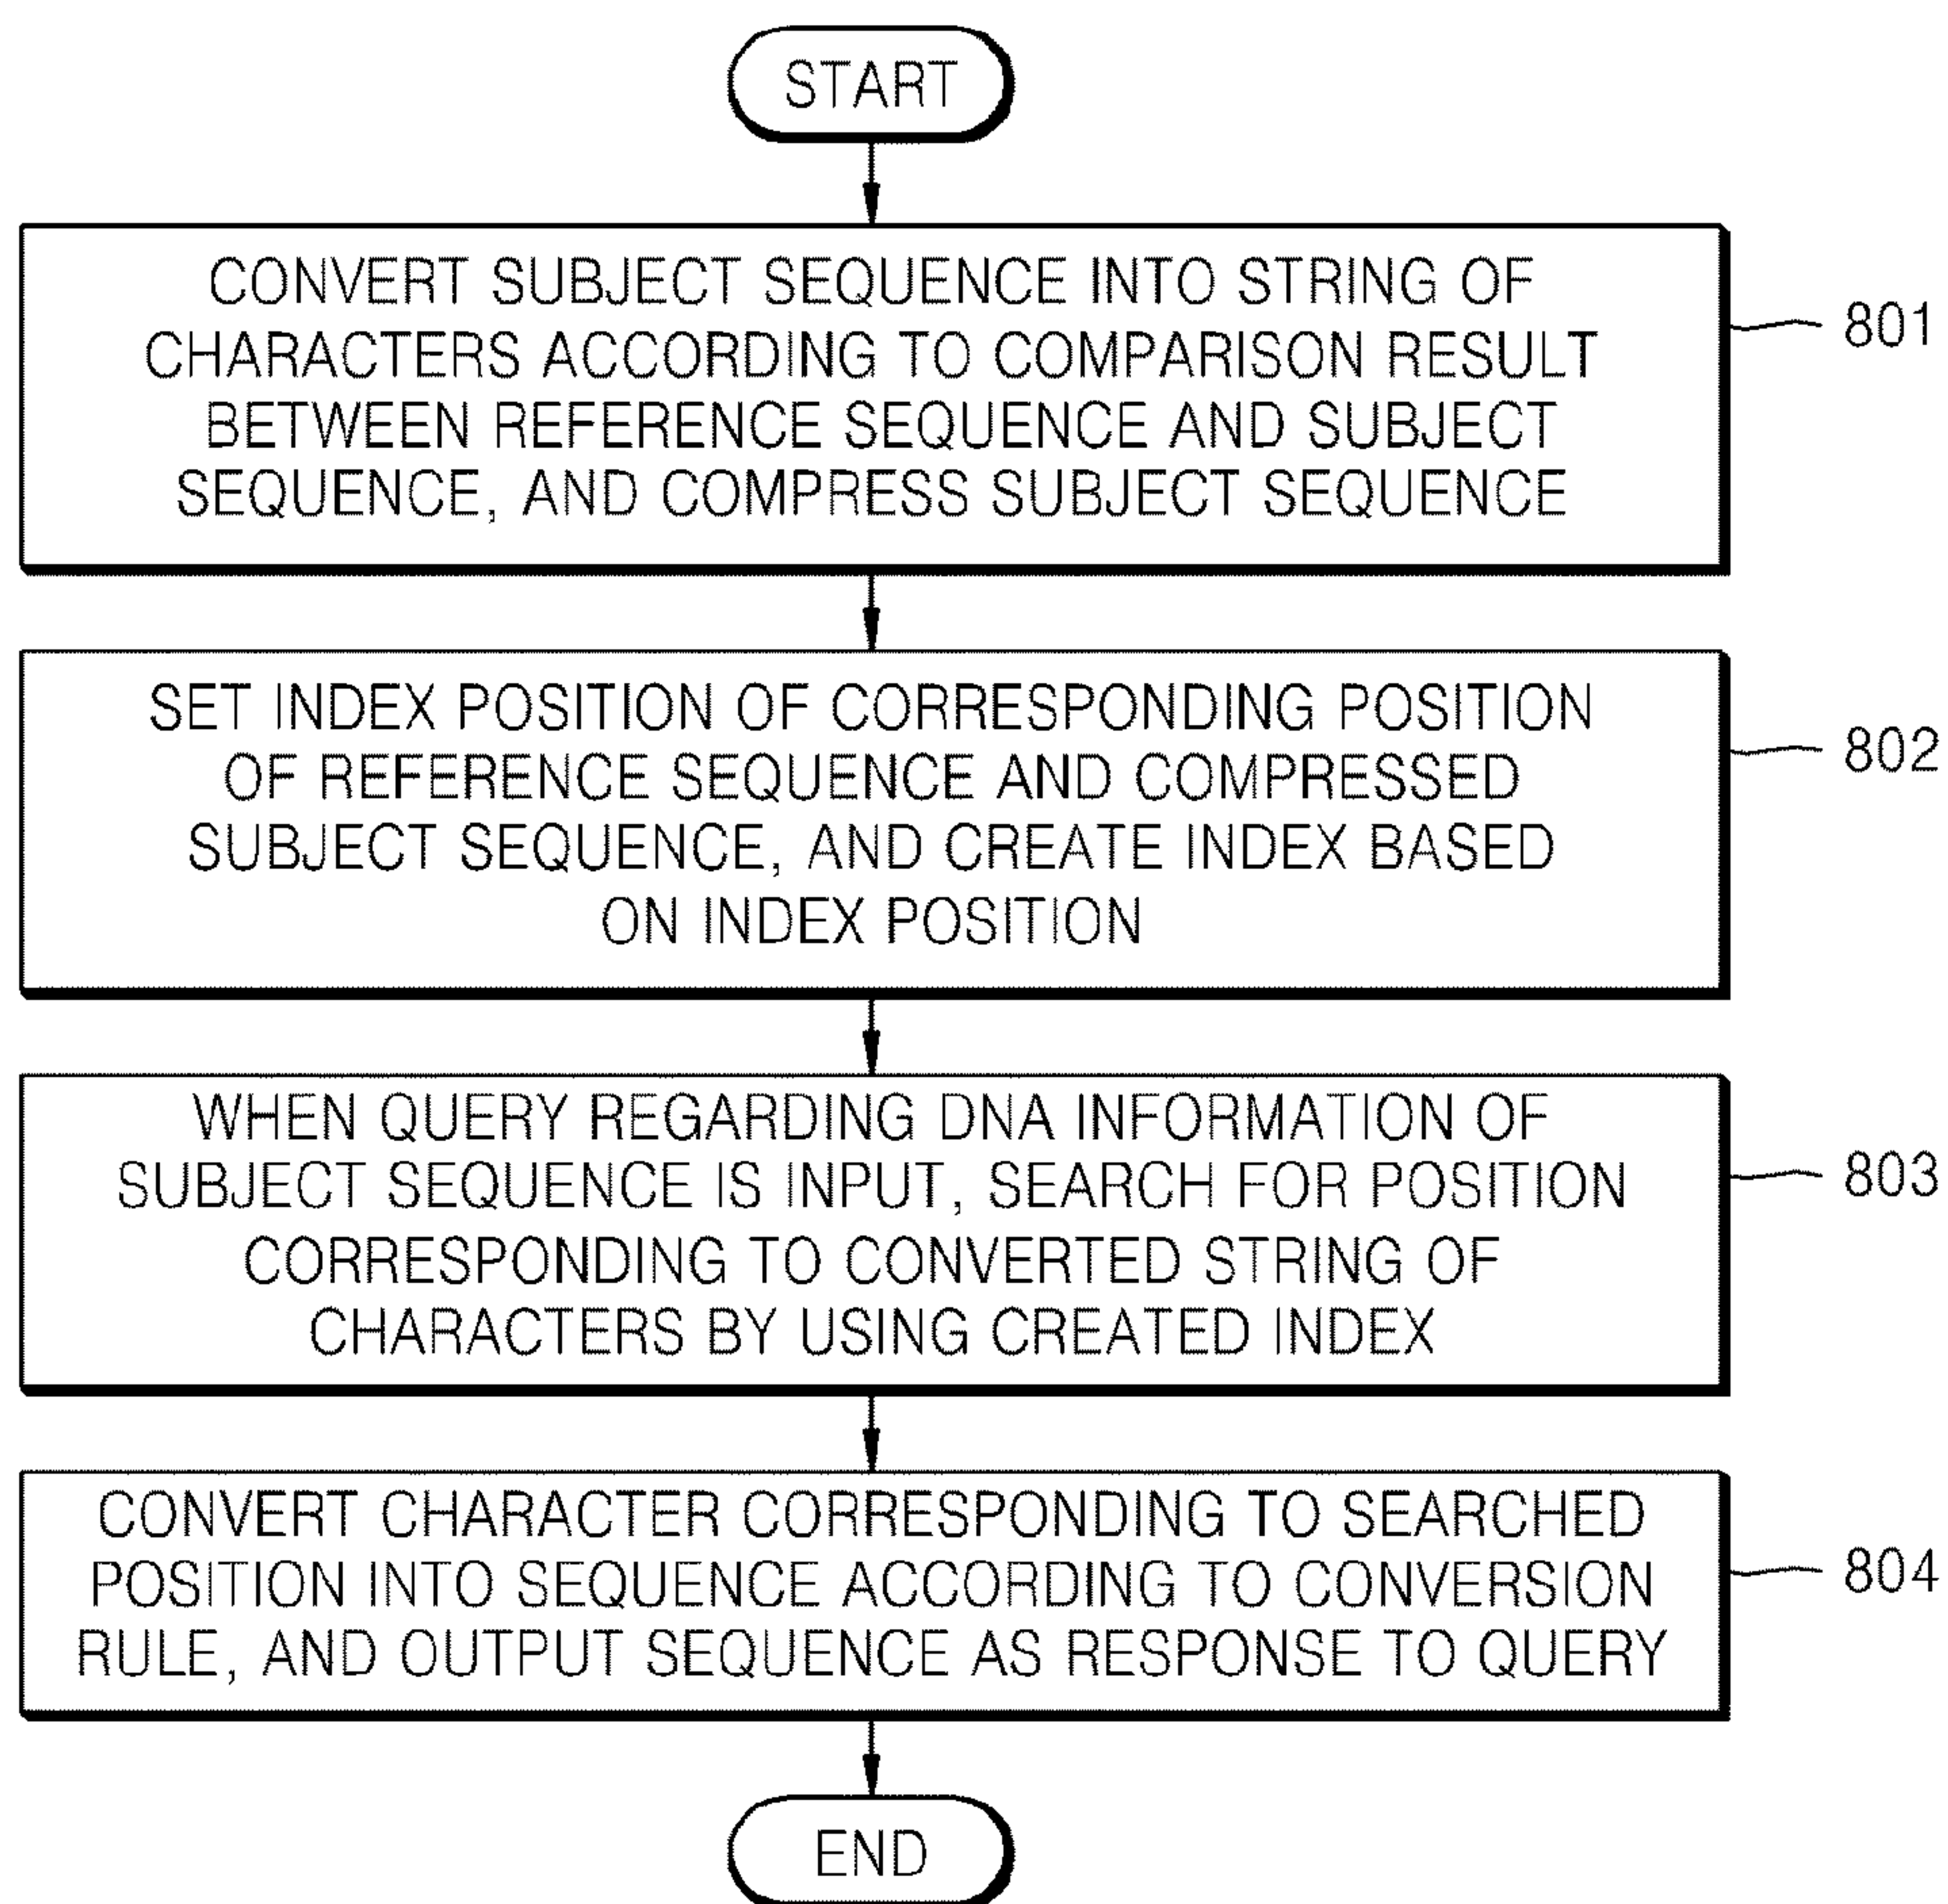 START
CONVERT SUBJECT SEQUENCE INTO STRING OF
CHARACTERS ACCORDING TO COMPARISON RESULT
BETWEEN REFERENCE SEQUENCE AND SUBJECT
SEQUENCE, AND COMPRESS SUBJECT SEQUENCE
801
SET INDEX POSITION OF CORRESPONDING POSITION
OF REFERENCE SEQUENCE AND COMPRESSED
SUBJECT SEQUENCE, AND CREATE INDEX BASED
ON INDEX POSITION
802
WHEN QUERY REGARDING DNA INFORMATION OF
SUBJECT SEQUENCE IS INPUT, SEARCH FOR POSITION
CORRESPONDING TO CONVERTED STRING OF
CHARACTERS BY USING CREATED INDEX
803
CONVERT CHARACTER CORRESPONDING TO SEARCHED
POSITION INTO SEQUENCE ACCORDING TO CONVERSION
RULE, AND OUTPUT SEQUENCE AS RESPONSE TO QUERY
804
END